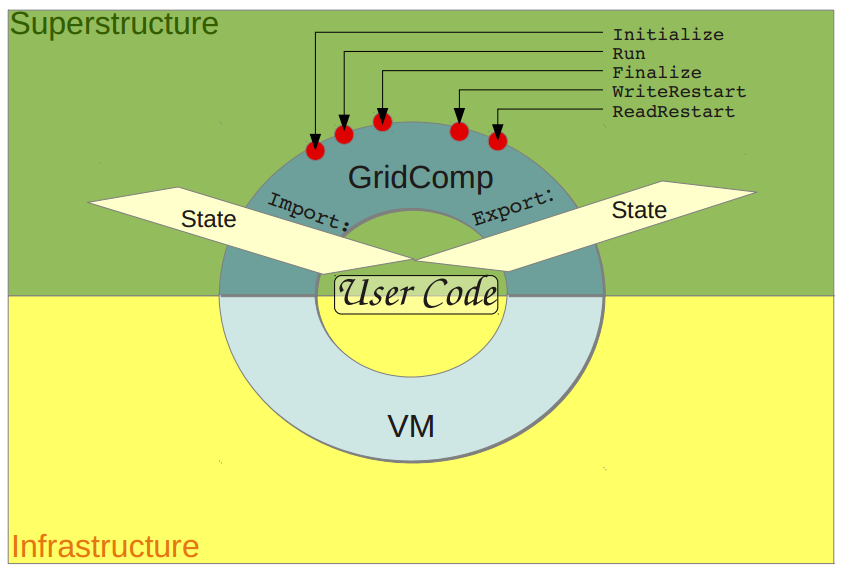 Superstructure
Initialize
Run
Finalize
WriteRestart
ReadRestart
GridComp
Import:
Export:
State
State
User Code
VM
Infrastructure